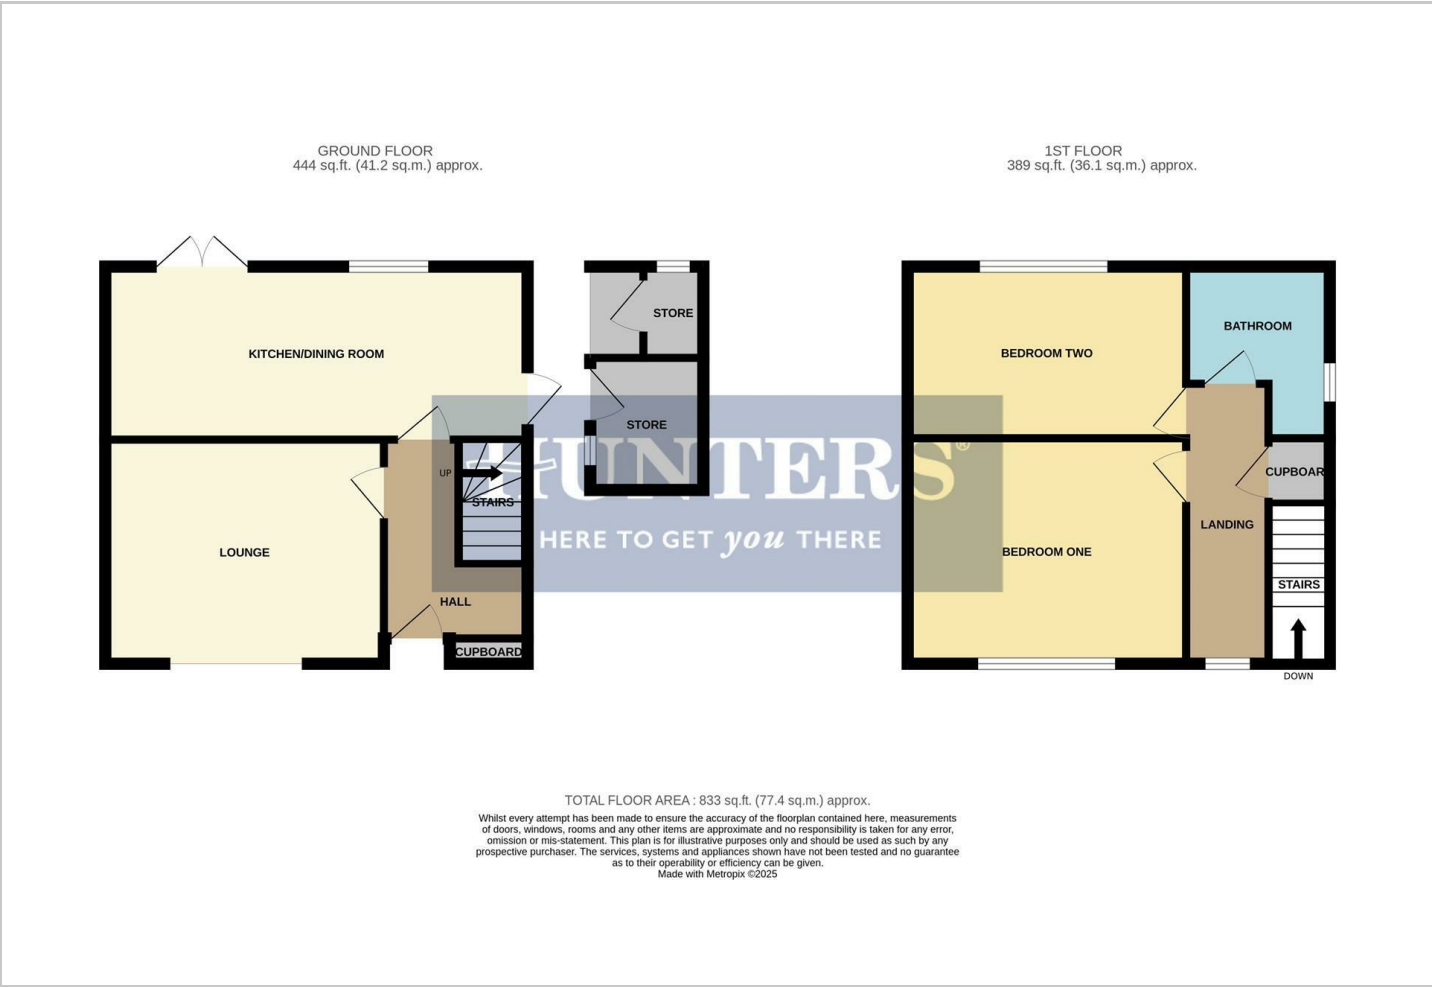 GROUND FLOOR
444 sq.ft. (41.2 sq.m.) approx.
1ST FLOOR
389 sq.ft. (36.1 sq.m.) approx.
KITCHEN/DINING ROOM
STORE
STORE
UP
STAIRS
LOUNGE
HALL
CUPBOARD
BATHROOM
BEDROOM TWO
CUPBOAR
LANDING
BEDROOM ONE
STAIRS
DOWN
HUNTERS®
HERE TO GET you THERE
TOTAL FLOOR AREA : 833 sq.ft. (77.4 sq.m.) approx.
Whilst every attempt has been made to ensure the accuracy of the floorplan contained here, measurements
of doors, windows, rooms and any other items are approximate and no responsibility is taken for any error,
omission or mis-statement. This plan is for illustrative purposes only and should be used as such by any
prospective purchaser. The services, systems and appliances shown have not been tested and no guarantee
as to their operability or efficiency can be given.
Made with Metropix ©2025